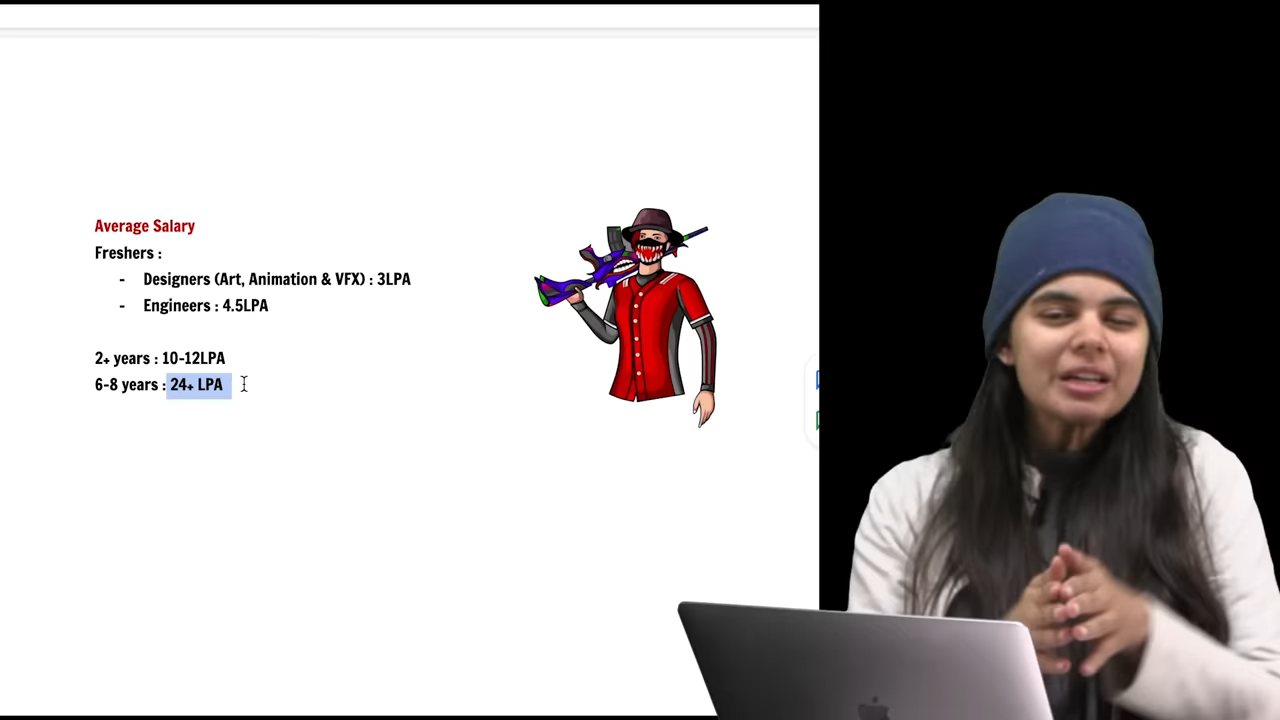 Average Salary
Freshers :
- Designers (Art, Animation & VFX) : 3LPA
- Engineers : 4.5LPA
2+ years : 10-12LPA
6-8 years : 24+ LPA